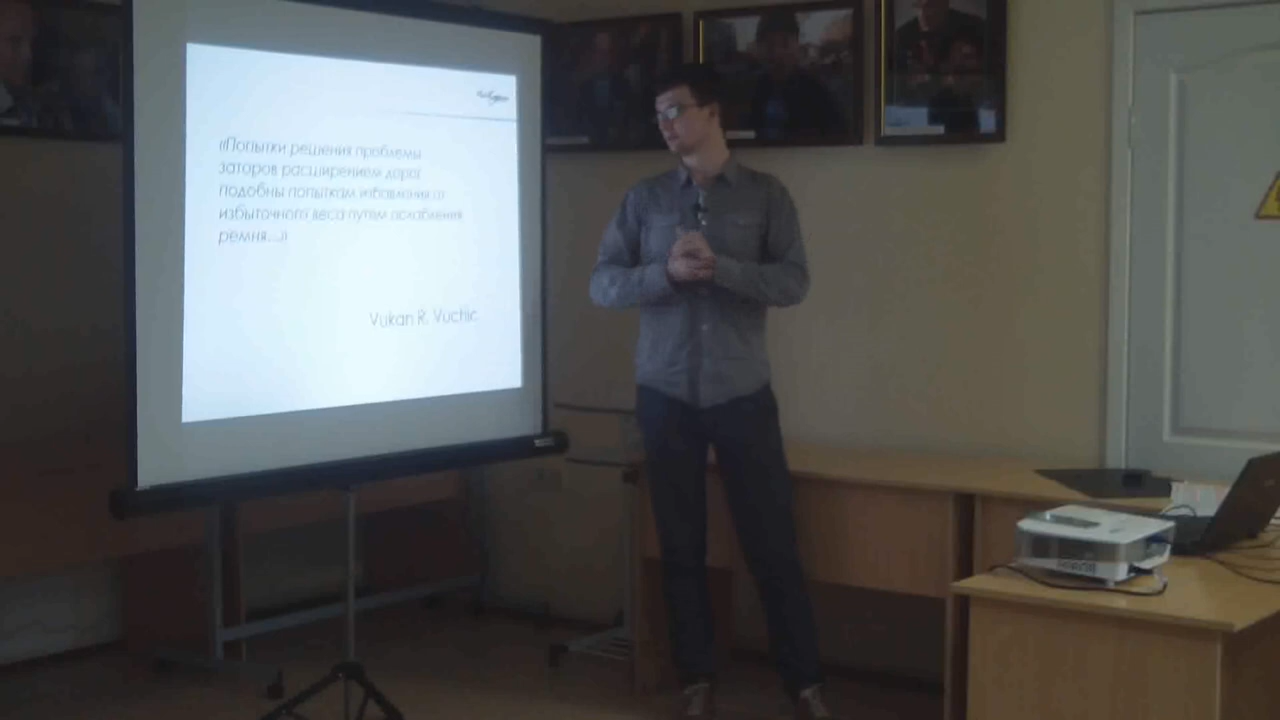 «Попытки решения проблемы
заторов расширением дорог
подобны попыткам избавления от
избыточного веса путем ослабления
ремня...»
Vukan R. Vuchic